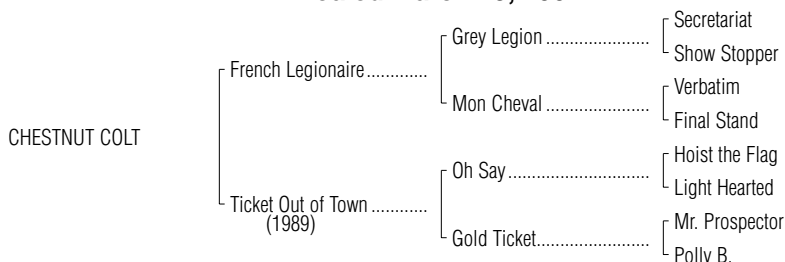 Secretariat
Grey Legion ......................
Show Stopper
French Legionaire.............
Verbatim
Mon Cheval ......................
Final Stand
CHESTNUT COLT
Hoist the Flag
Oh Say..............................
Light Hearted
Ticket Out of Town ............
(1989)
Mr. Prospector
Gold Ticket........................
Polly B.